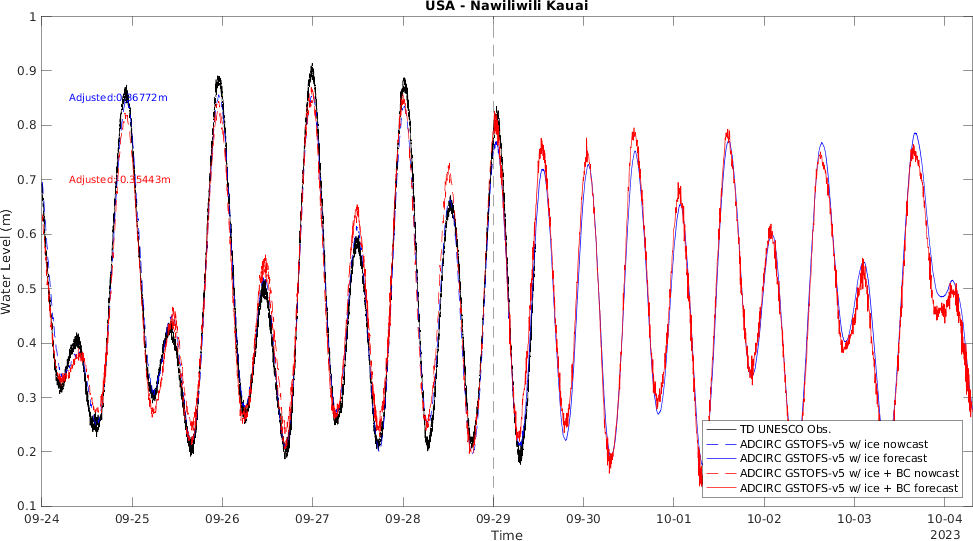 USA - Nawiliwili Kauai
1
0.9
0.8
0.7
0.6
0.5
0.4
0.3
0.2
0.1
Water Level (m)
Adjusted:0.36772m
Adjusted:-0.35443m
TD UNESCO Obs.
ADCIRC GSTOFS-v5 w/ ice nowcast
ADCIRC GSTOFS-v5 w/ ice forecast
ADCIRC GSTOFS-v5 w/ ice + BC nowcast
ADCIRC GSTOFS-v5 w/ ice + BC forecast
09-24 09-25 09-26 09-27 09-28 09-29 09-30 10-01 10-02 10-03 10-04
Time
2023